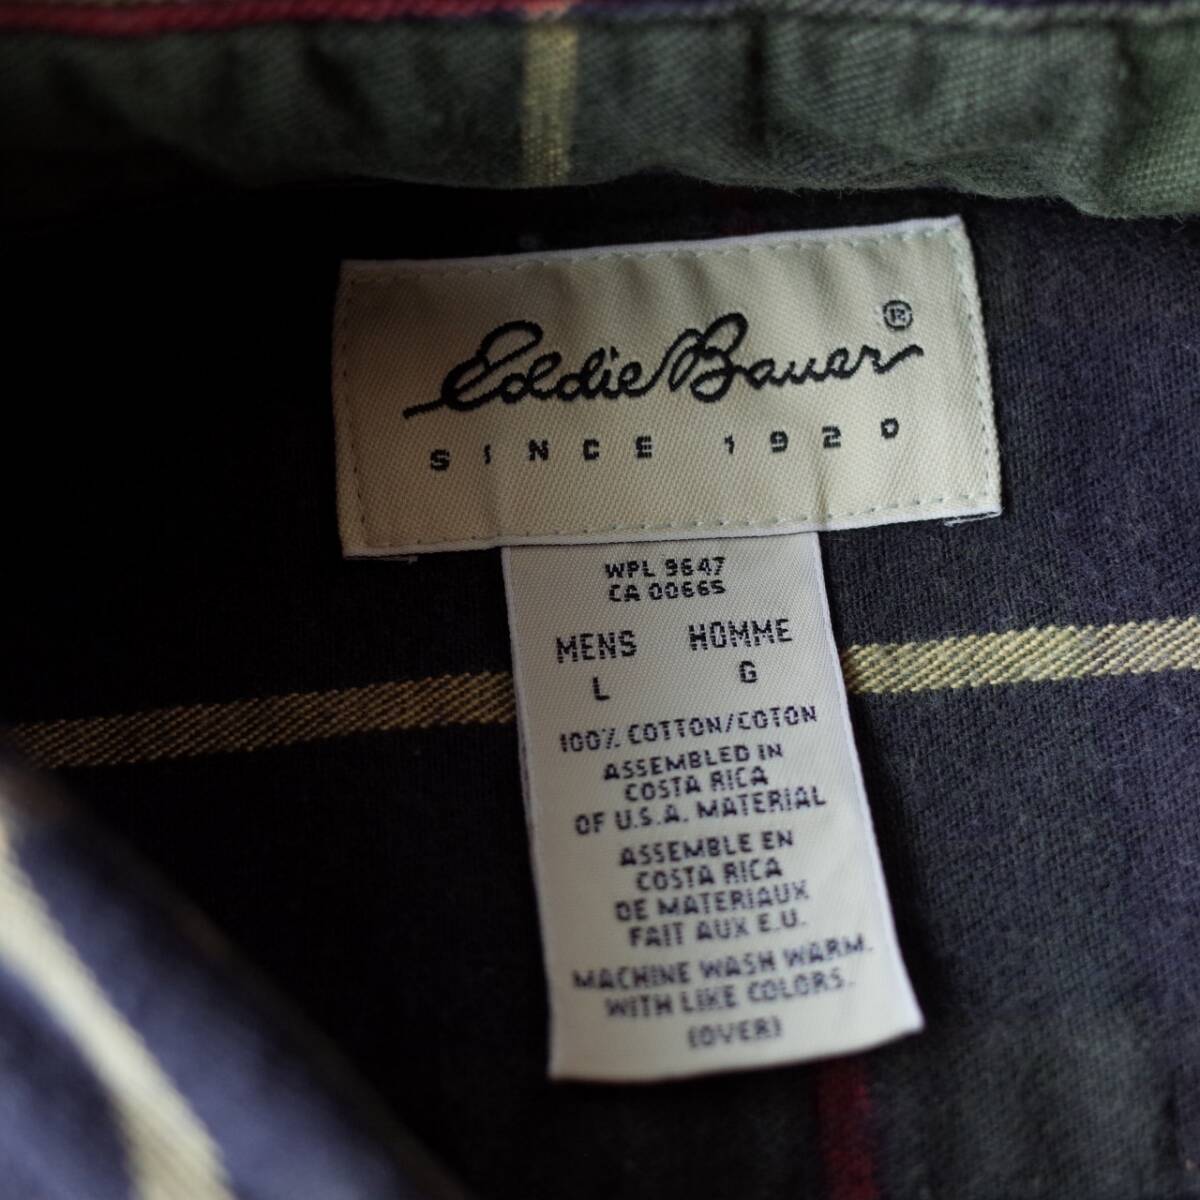 Eddie Bauer ®
SINCE 1920
WPL 9647
CA 00665
MENS HOMME
L G
100% COTTON/COTON
ASSEMBLED IN
COSTA RICA
OF U.S.A. MATERIAL
ASSEMBLE EN
COSTA RICA
DE MATERIAUX
FAIT AUX E.U.
MACHINE WASH WARM.
WITH LIKE COLORS.
(OVER)